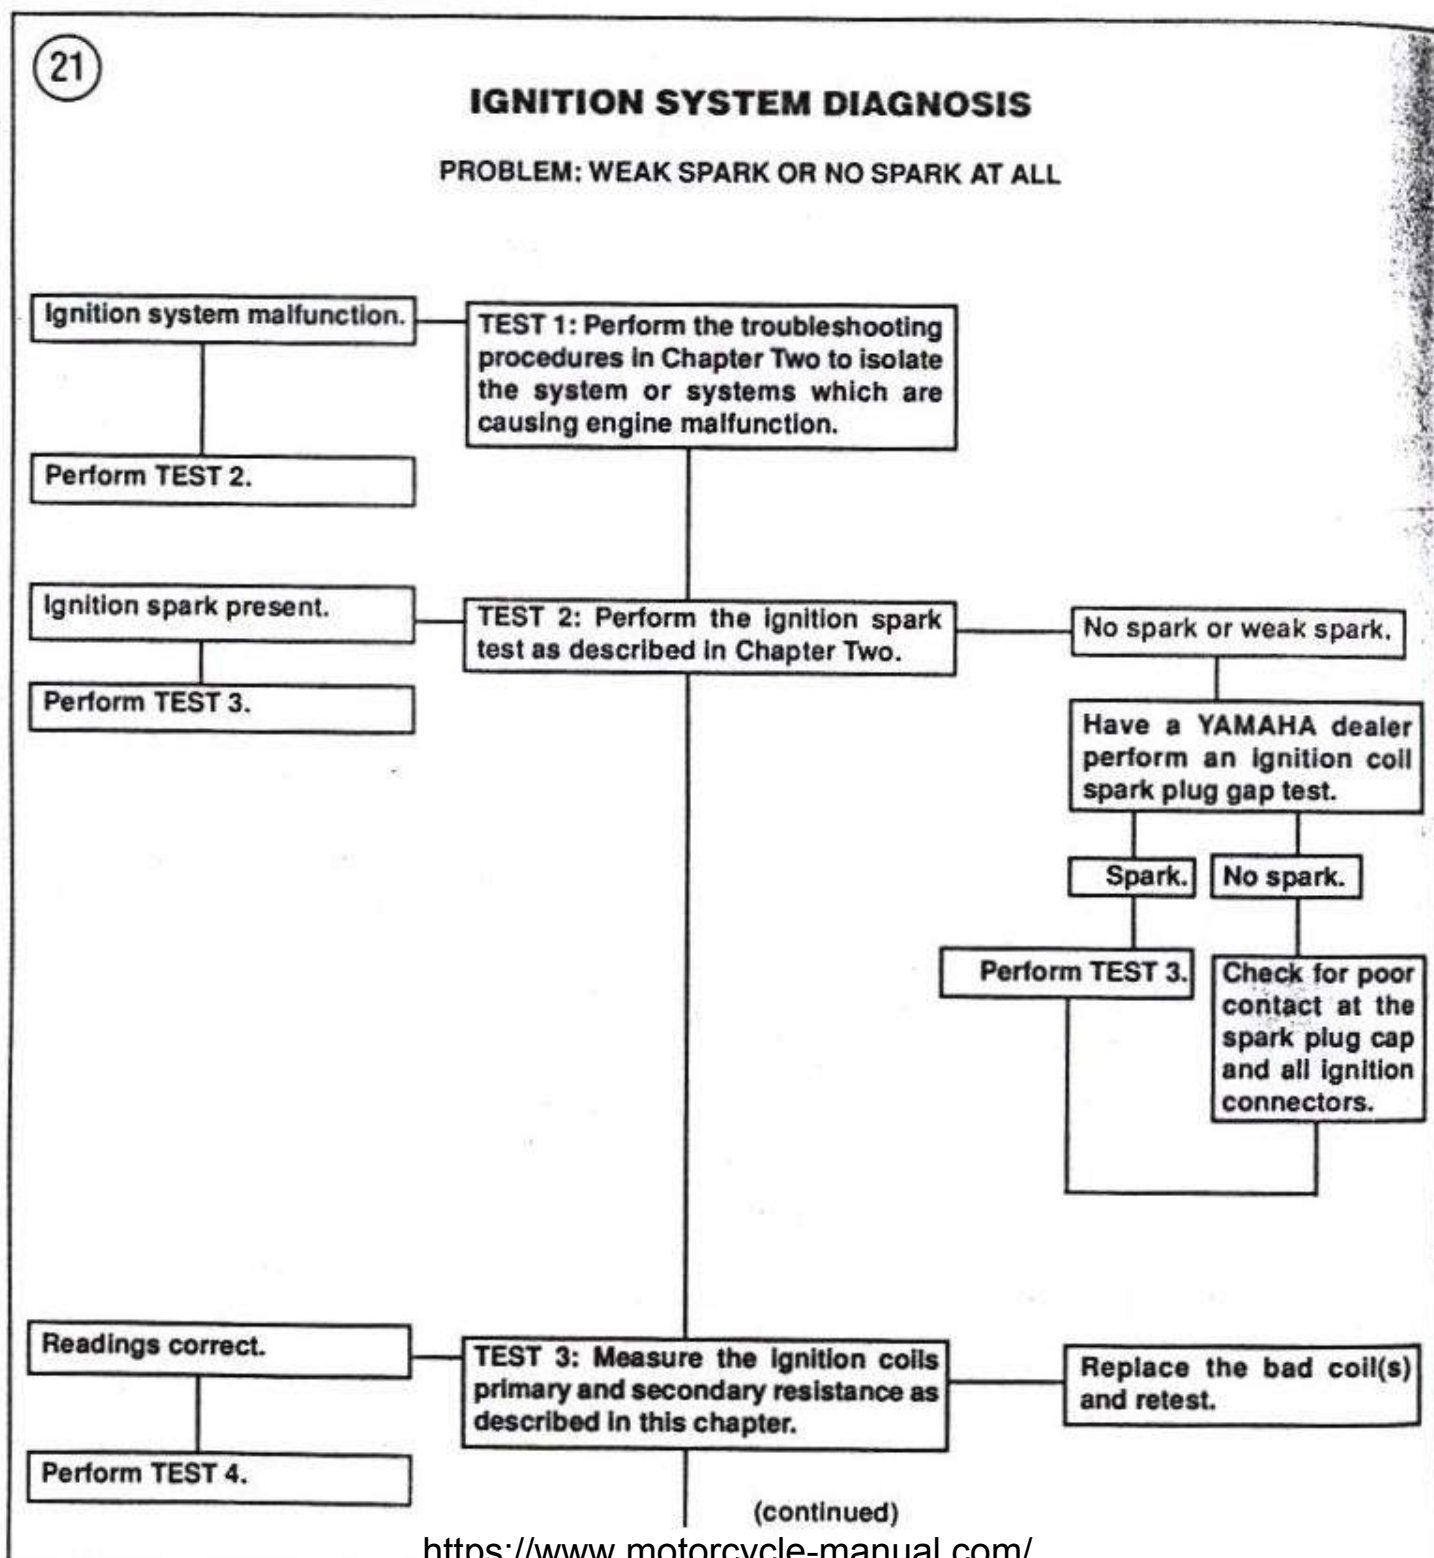 21
IGNITION SYSTEM DIAGNOSIS
PROBLEM: WEAK SPARK OR NO SPARK AT ALL
Ignition system malfunction.
Perform TEST 2.
TEST 1: Perform the troubleshooting
procedures in Chapter Two to isolate
the system or systems which are
causing engine malfunction.
Ignition spark present.
Perform TEST 3.
TEST 2: Perform the ignition spark
test as described in Chapter Two.
No spark or weak spark.
Have a YAMAHA dealer
perform an ignition coil
spark plug gap test.
Spark.
No spark.
Perform TEST 3.
Check for poor
contact at the
spark plug cap
and all ignition
connectors.
Readings correct.
Perform TEST 4.
TEST 3: Measure the ignition coils
primary and secondary resistance as
described in this chapter.
Replace the bad coil(s)
and retest.
(continued)
https://www.motorcycle-manual.com/